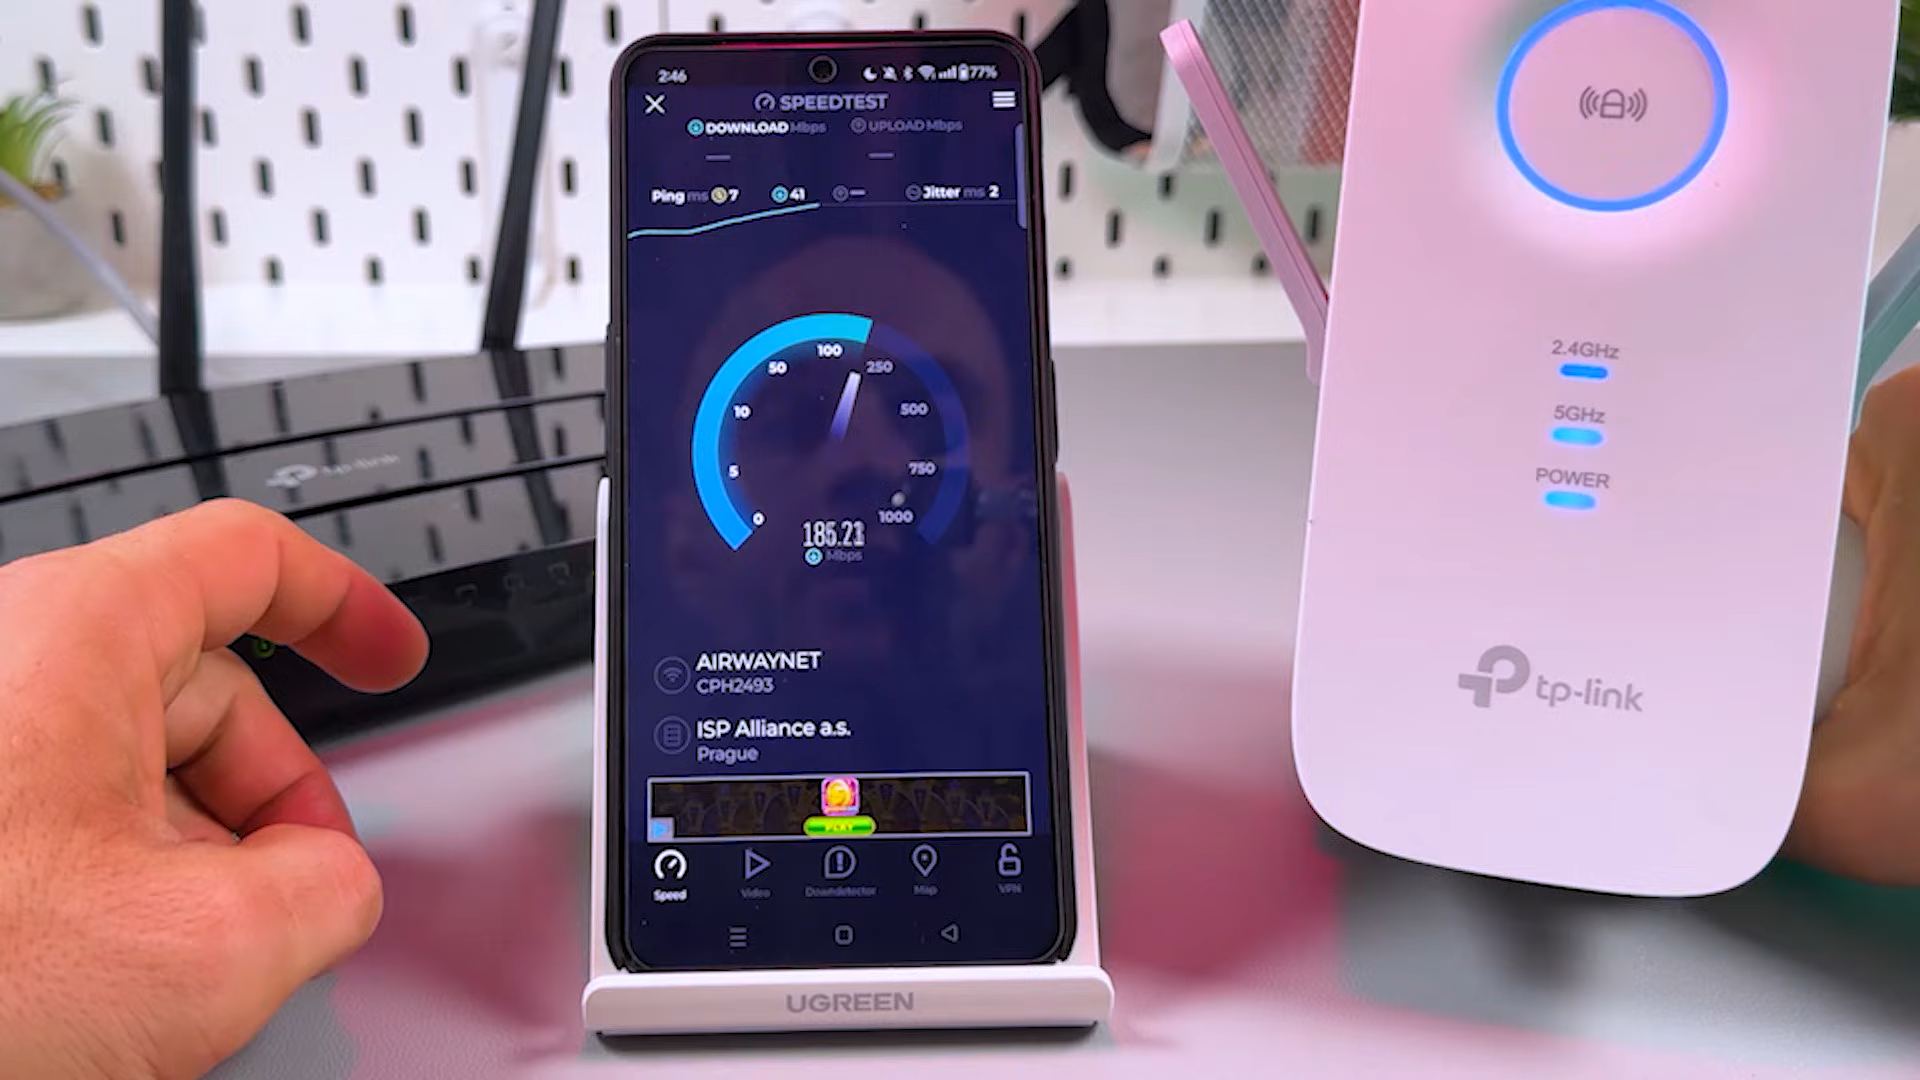 2:46
77%
SPEEDTEST
DOWNLOAD Mbps
UPLOAD Mbps
Ping ms 7
41
Jitter ms 2
0
5
10
50
100
250
500
750
1000
Mbps
AIRWAYNET
CPH2493
ISP Alliance a.s.
Prague
PLAY
Speed
Video
Downdetector
Map
VPN
UGREEN
tp-link
2.4GHz
5GHz
POWER
tp-link